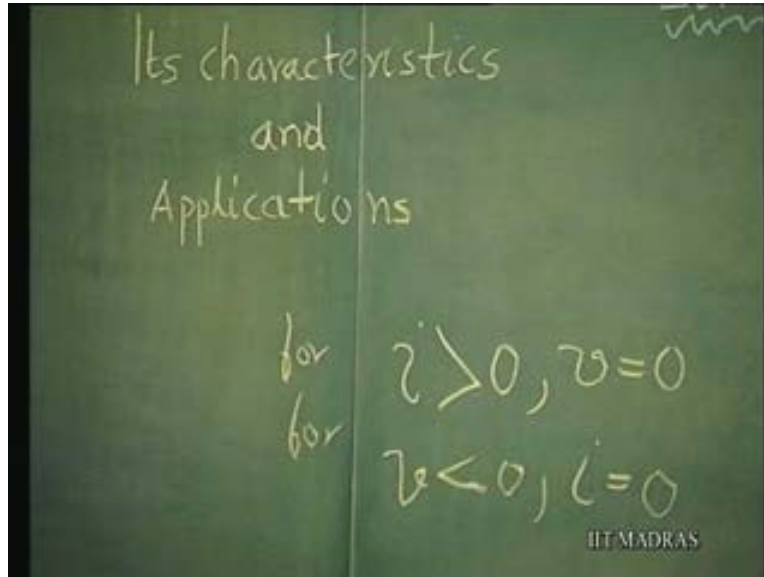 Its characteristics
and
Applications
for i>0, v=0
for v<0, i=0
IIT MADRAS